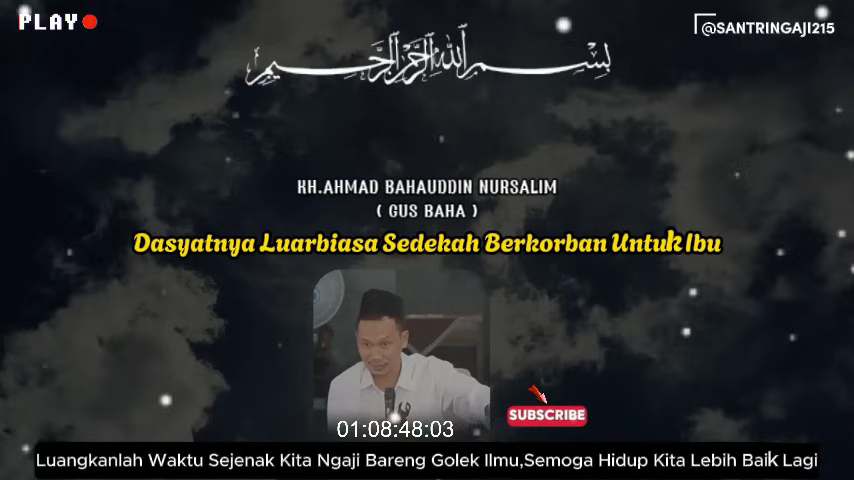 PLAY
@SANTRINGAJI215
بِسْمِ اللهِ الرَّحْمٰنِ الرَّحِيْمِ
KH.AHMAD BAHAUDDIN NURSALIM
( GUS BAHA )
Dasyatnya Luarbiasa Sedekah Berkorban Untuk Ibu
SUBSCRIBE
01:08:48:03
Luangkanlah Waktu Sejenak Kita Ngaji Bareng Golek Ilmu,Semoga Hidup Kita Lebih Baik Lagi